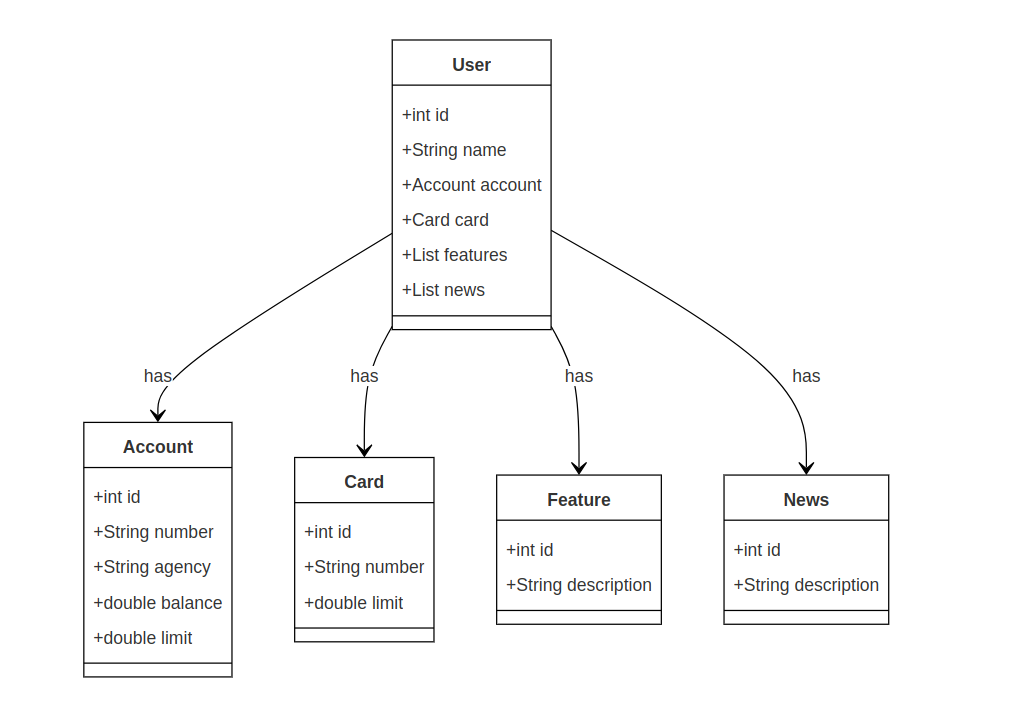 User
+int id
+String name
+Account account
+Card card
+List features
+List news
has
has
has
has
Account
+int id
+String number
+String agency
+double balance
+double limit
Card
+int id
+String number
+double limit
Feature
+int id
+String description
News
+int id
+String description